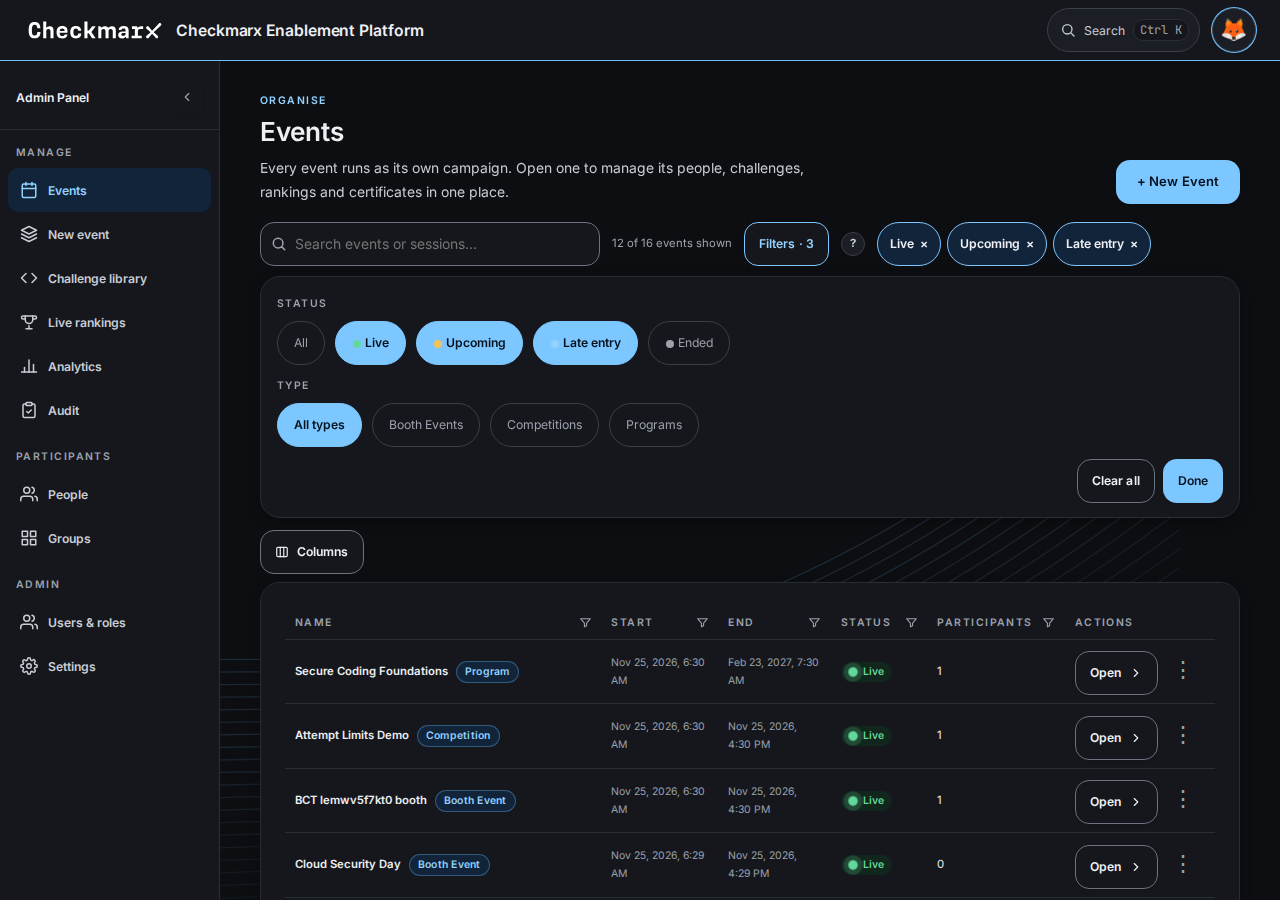 Checkmarx Checkmarx Enablement Platform Search Ctrl K
Admin Panel
MANAGE
Events
New event
Challenge library
Live rankings
Analytics
Audit
PARTICIPANTS
People
Groups
ADMIN
Users & roles
Settings
ORGANISE
Events
Every event runs as its own campaign. Open one to manage its people, challenges,
rankings and certificates in one place.
+ New Event
Search events or sessions... 12 of 16 events shown Filters · 3 ? Live × Upcoming × Late entry ×
STATUS
All Live Upcoming Late entry Ended
TYPE
All types Booth Events Competitions Programs
Clear all Done
Columns
NAME START END STATUS PARTICIPANTS ACTIONS
Secure Coding Foundations Program Nov 25, 2026, 6:30 AM Feb 23, 2027, 7:30 AM Live 1 Open
Attempt Limits Demo Competition Nov 25, 2026, 6:30 AM Nov 25, 2026, 4:30 PM Live 1 Open
BCT lemwv5f7kt0 booth Booth Event Nov 25, 2026, 6:30 AM Nov 25, 2026, 4:30 PM Live 1 Open
Cloud Security Day Booth Event Nov 25, 2026, 6:29 AM Nov 25, 2026, 4:29 PM Live 0 Open